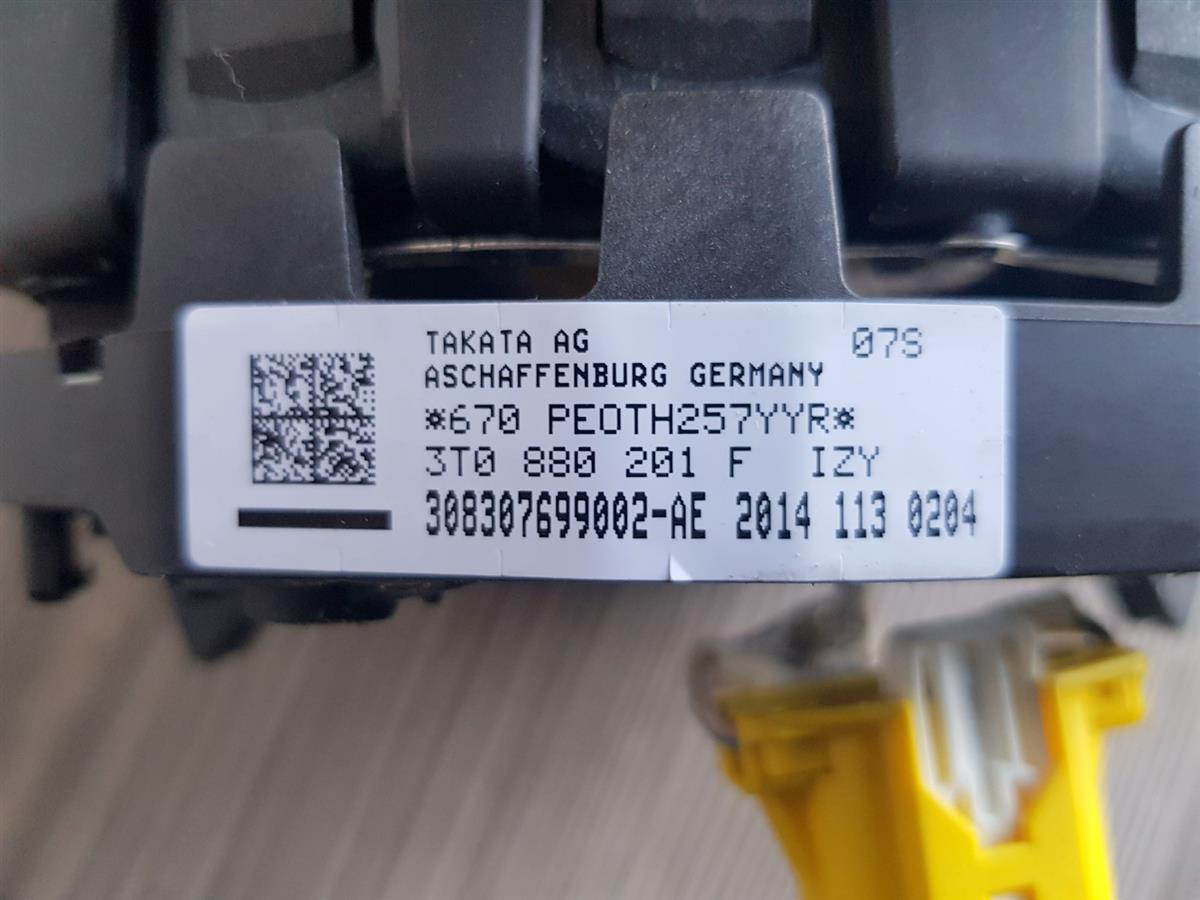 TAKATA AG 07S
ASCHAFFENBURG GERMANY
*670 PEOTH257YYR*
3T0 880 201 F IZY
308307699002-AE 2014 113 0204